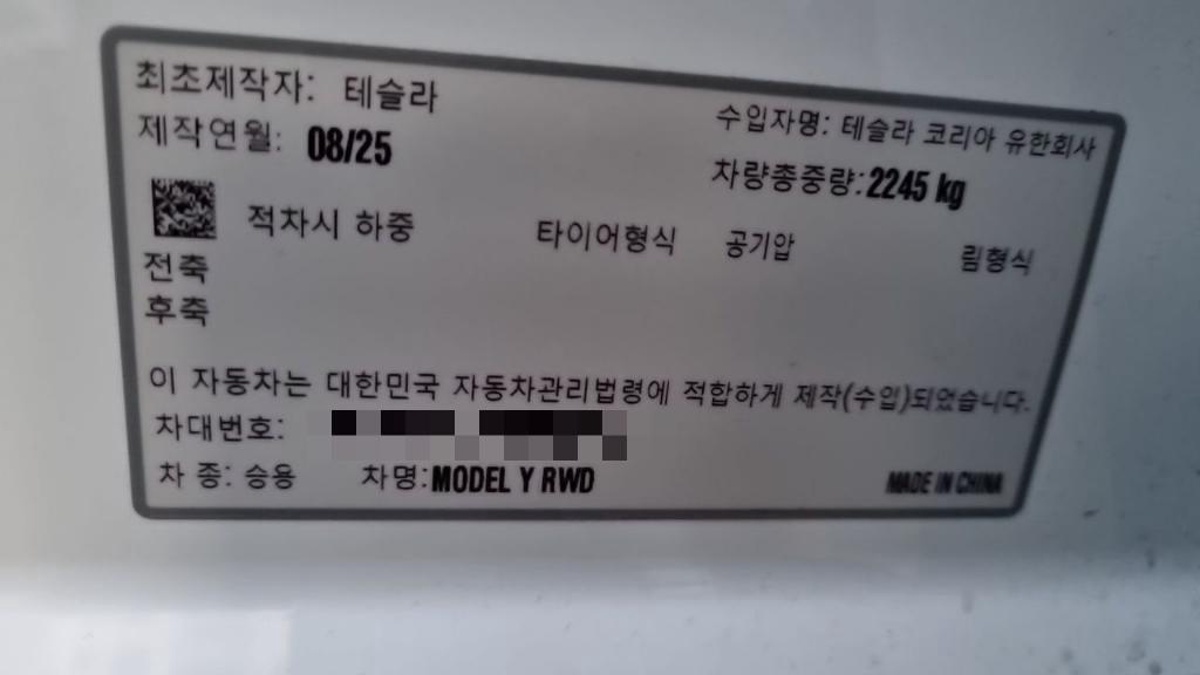 최초제작자: 테슬라
수입자명: 테슬라 코리아 유한회사
제작연월: 08/25
차량총중량: 2245 kg
적차시 하중 타이어형식 공기압 림형식
전축
후축
이 자동차는 대한민국 자동차관리법령에 적합하게 제작(수입)되었습니다.
차대번호:
차 종: 승용 차명: MODEL Y RWD MADE IN CHINA